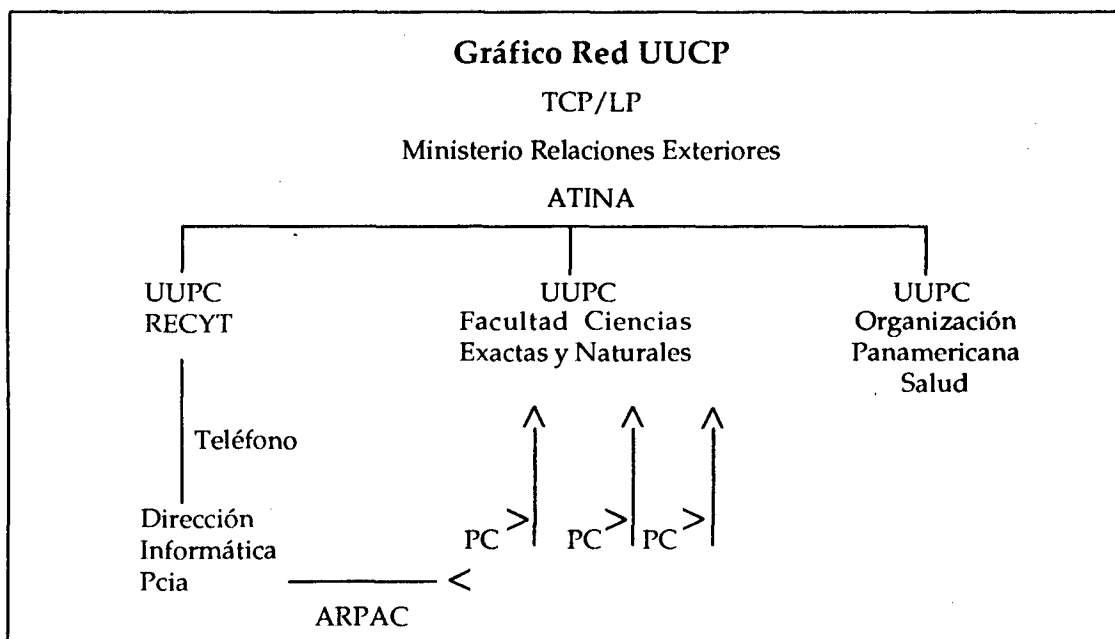 Gráfico Red UUCP
TCP/LP
Ministerio Relaciones Exteriores
ATINA
UUPC
RECYT
UUPC
Facultad Ciencias
Exactas y Naturales
UUPC
Organización
Panamericana
Salud
Teléfono
Dirección
Informática
Pcia
PC
PC
PC
ARPAC